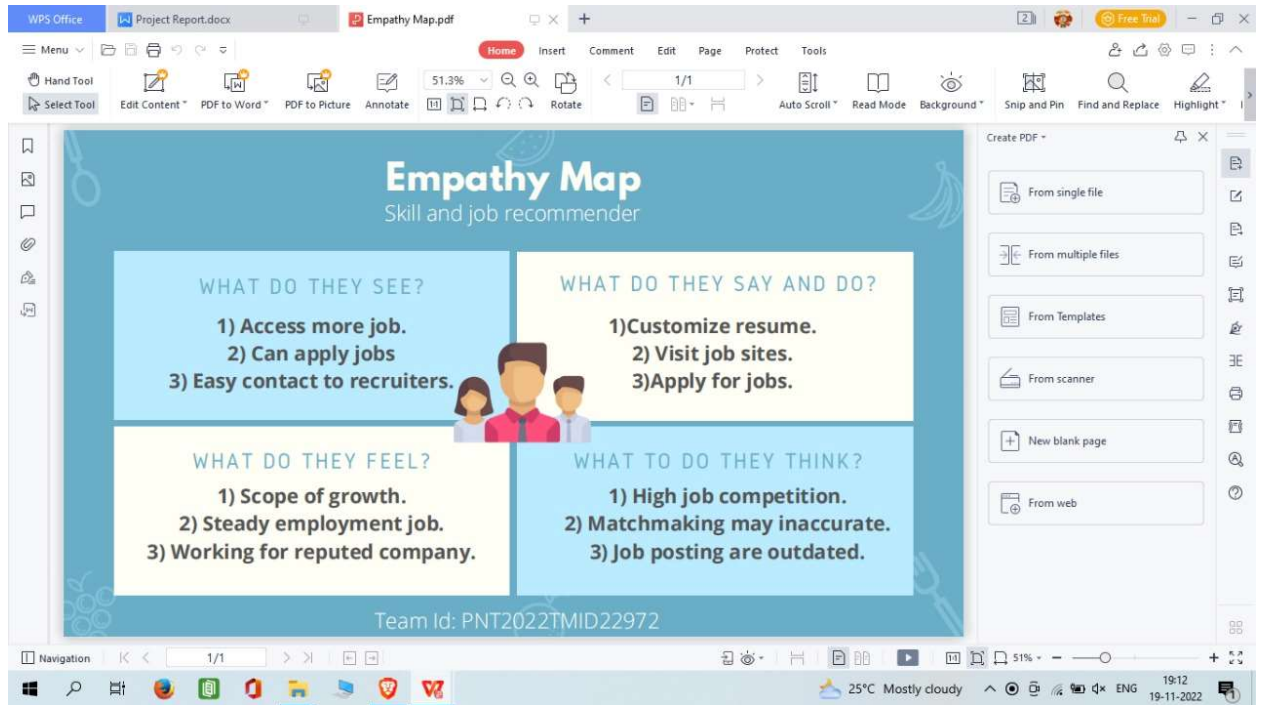 WPS Office
Project Report.docx
Empathy Map.pdf
Free Trial
Menu
Home Insert Comment Edit Page Protect Tools
Hand Tool
Select Tool
Edit Content
PDF to Word
PDF to Picture
Annotate
51.3%
Rotate
1/1
Auto Scroll
Read Mode
Background
Snip and Pin
Find and Replace
Highlight
Empathy Map
Skill and job recommender
WHAT DO THEY SEE?
1) Access more job.
2) Can apply jobs
3) Easy contact to recruiters.
WHAT DO THEY SAY AND DO?
1)Customize resume.
2) Visit job sites.
3)Apply for jobs.
WHAT DO THEY FEEL?
1) Scope of growth.
2) Steady employment job.
3) Working for reputed company.
WHAT TO DO THEY THINK?
1) High job competition.
2) Matchmaking may inaccurate.
3) Job posting are outdated.
Team Id: PNT2022TMID22972
Create PDF
From single file
From multiple files
From Templates
From scanner
New blank page
From web
Navigation
1/1
51%
25°C Mostly cloudy
ENG
19:12
19-11-2022